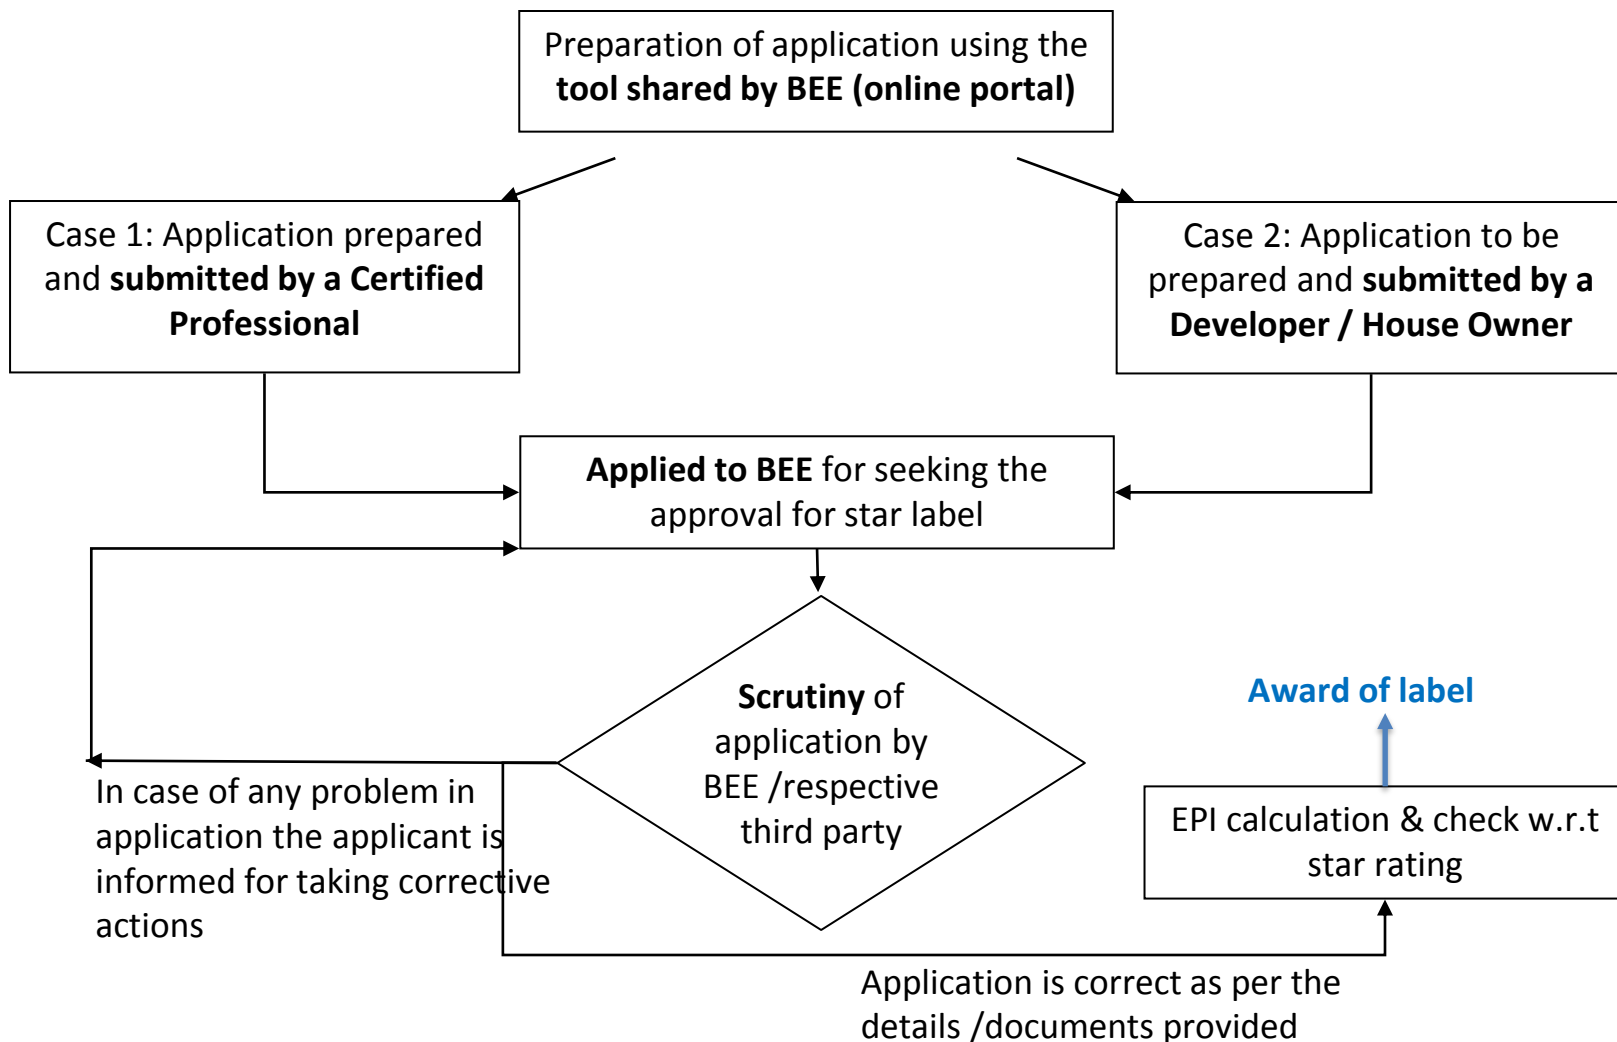 Preparation of application using the
tool shared by BEE (online portal)
Case 1: Application prepared
and submitted by a Certified
Professional
Case 2: Application to be
prepared and submitted by a
Developer / House Owner
Applied to BEE for seeking the
approval for star label
Scrutiny of
application by
BEE /respective
third party
In case of any problem in
application the applicant is
informed for taking corrective
actions
Award of label
EPI calculation & check w.r.t
star rating
Application is correct as per the
details /documents provided